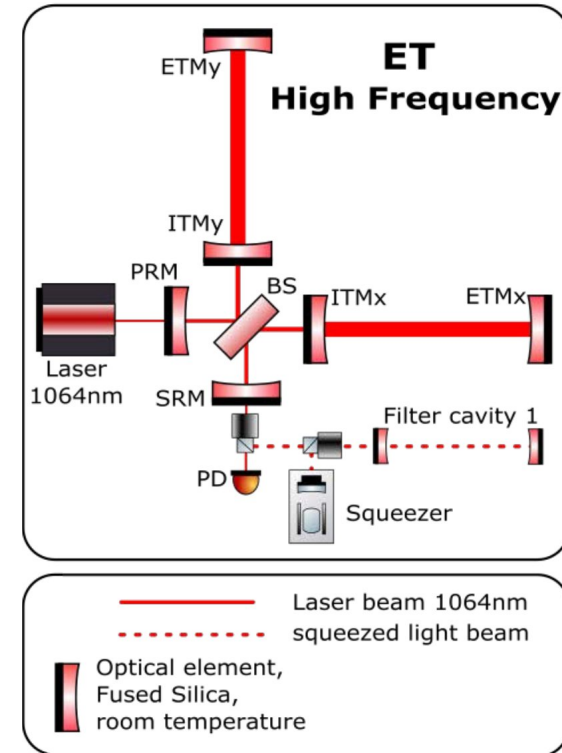 ET
High Frequency
ETMy
ITMy
PRM
BS
ITMx
ETMx
Laser
1064nm
SRM
Filter cavity 1
PD
Squeezer
Laser beam 1064nm
squeezed light beam
Optical element,
Fused Silica,
room temperature